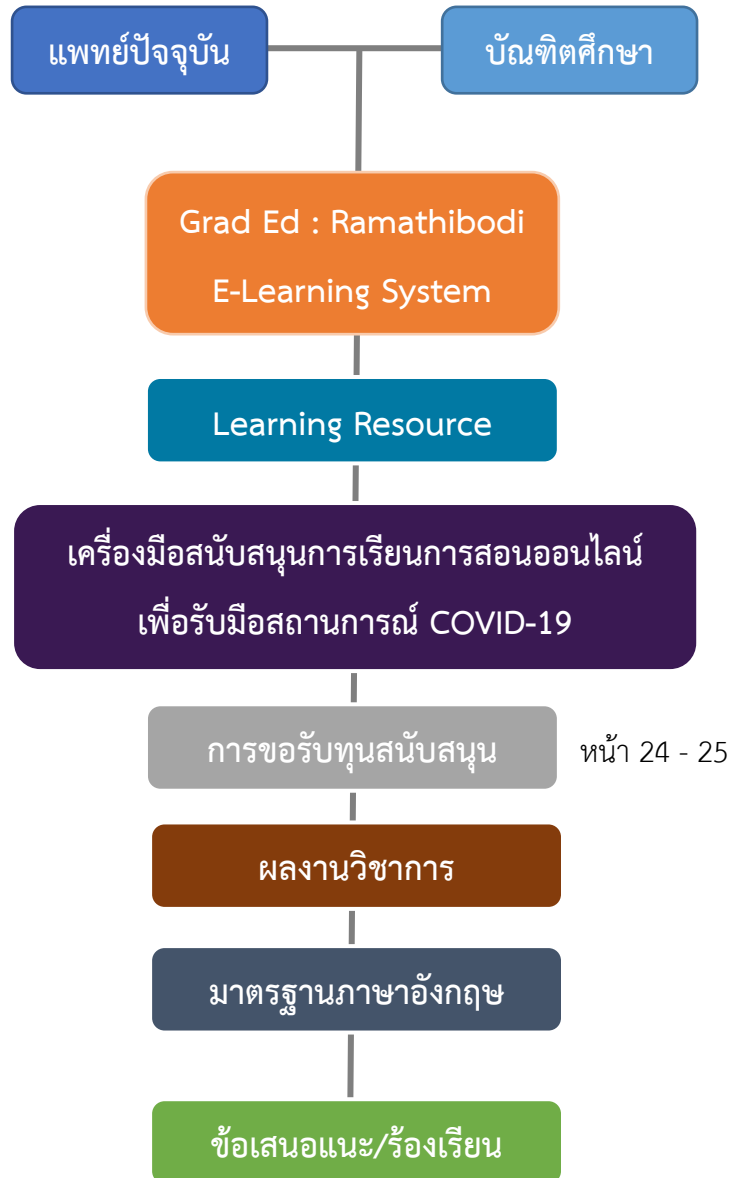 แพทย์ปัจจุบัน
บัณฑิตศึกษา
Grad Ed : Ramathibodi
E-Learning System
Learning Resource
เครื่องมือสนับสนุนการเรียนการสอนออนไลน์
เพื่อรับมือสถานการณ์ COVID-19
การขอรับทุนสนับสนุน
หน้า 24 - 25
ผลงานวิชาการ
มาตรฐานภาษาอังกฤษ
ข้อเสนอแนะ/ร้องเรียน